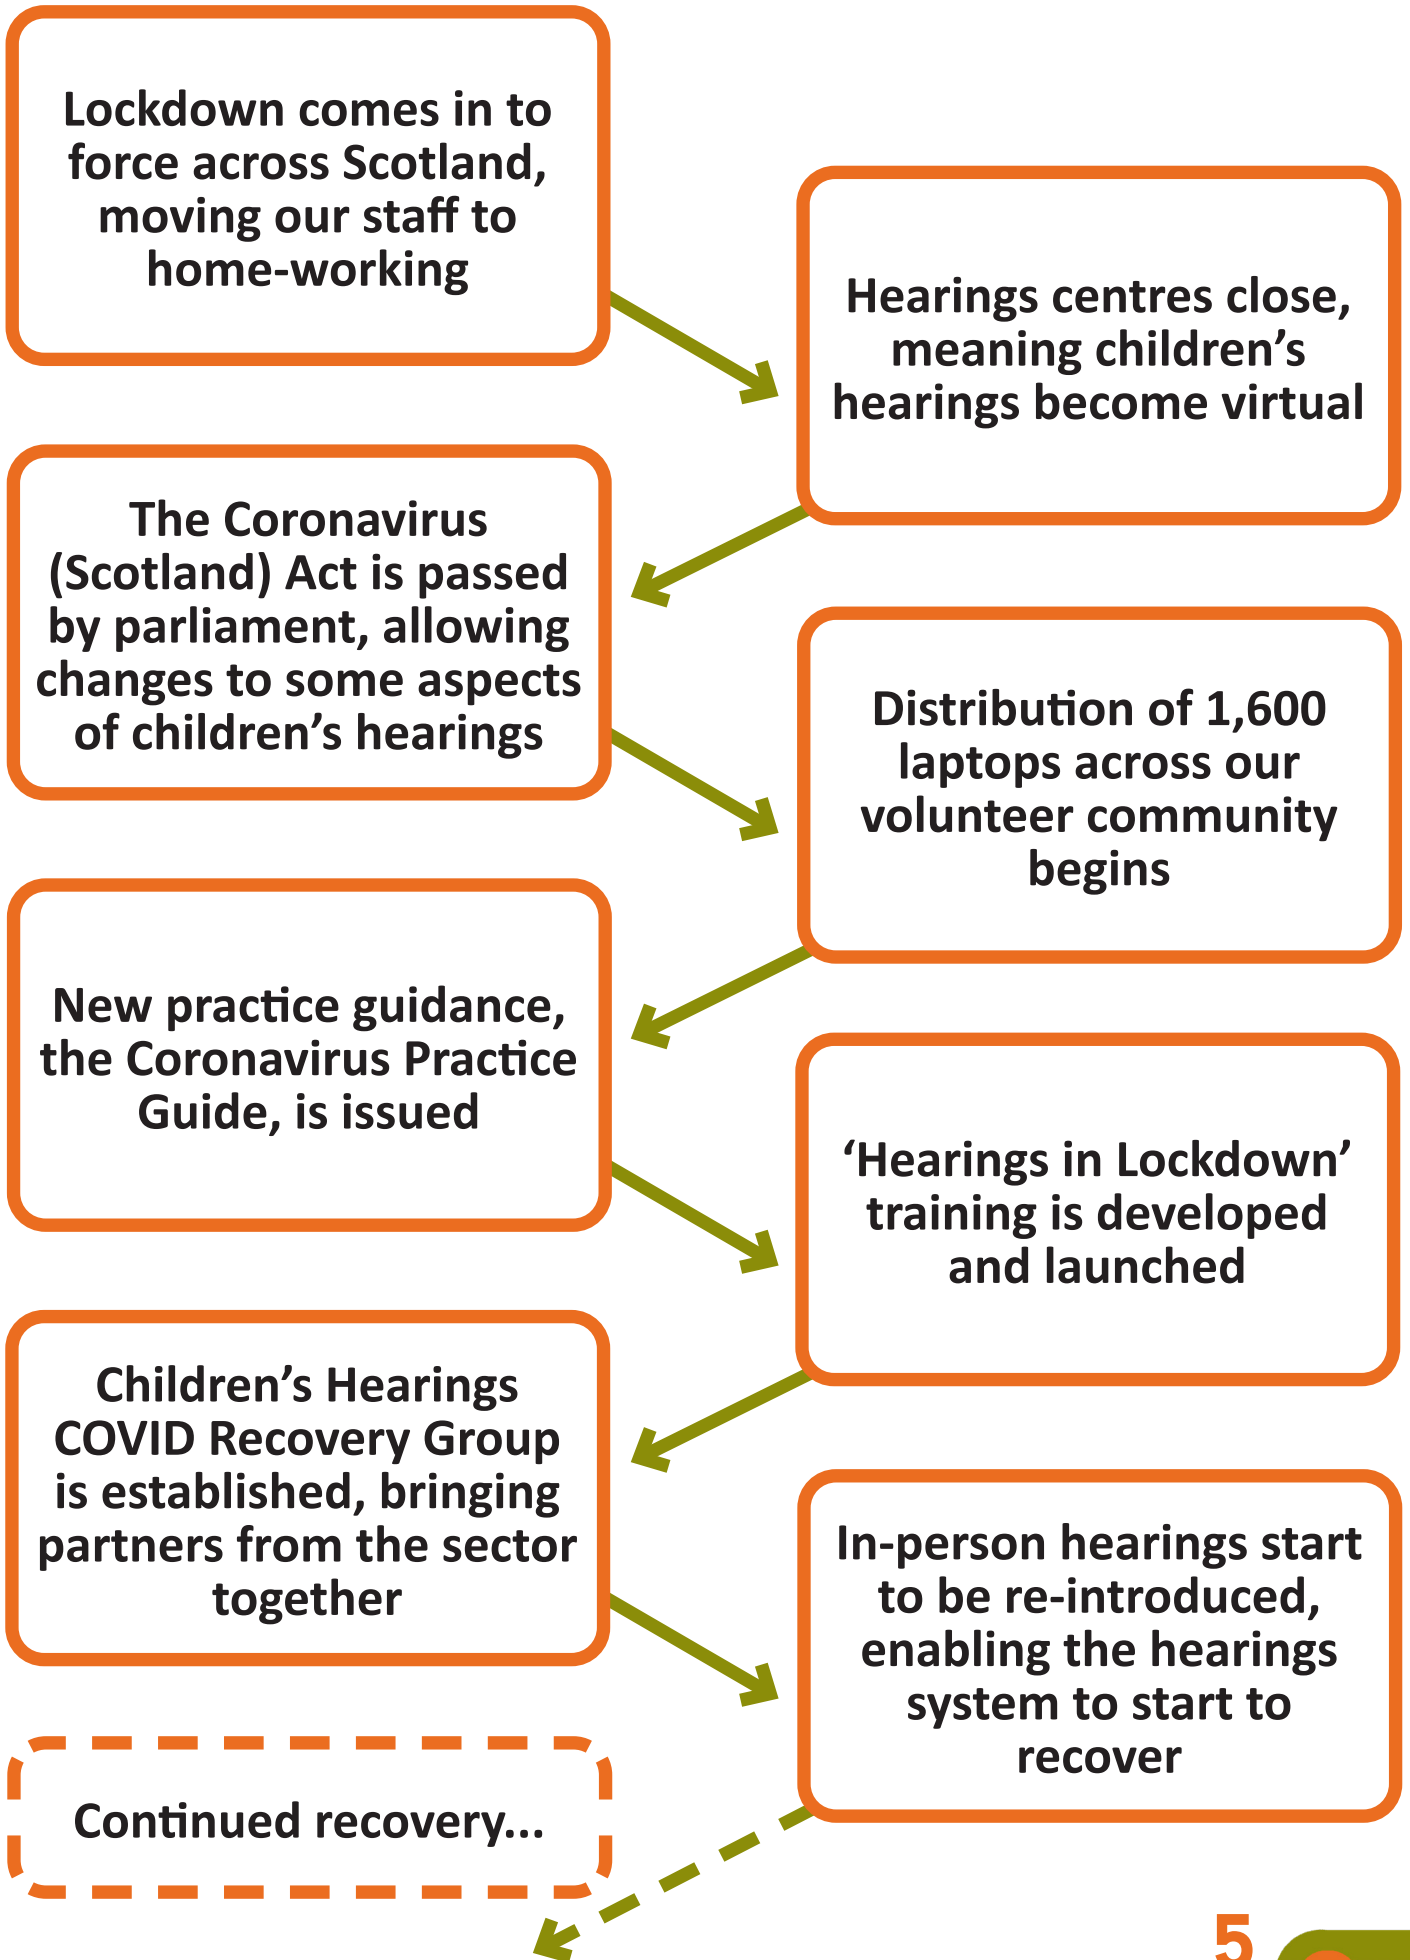 Lockdown comes in to
force across Scotland,
moving our staff to
home-working
Hearings centres close,
meaning children’s
hearings become virtual
The Coronavirus
(Scotland) Act is passed
by parliament, allowing
changes to some aspects
of children’s hearings
Distribution of 1,600
laptops across our
volunteer community
begins
New practice guidance,
the Coronavirus Practice
Guide, is issued
‘Hearings in Lockdown’
training is developed
and launched
Children’s Hearings
COVID Recovery Group
is established, bringing
partners from the sector
together
In-person hearings start
to be re-introduced,
enabling the hearings
system to start to
recover
Continued recovery...
5